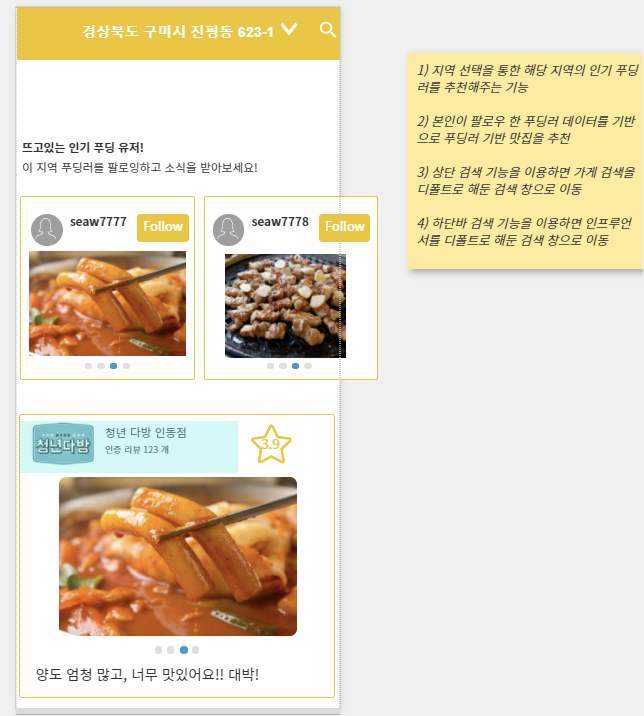 경상북도 구미시 진평동 623-1
뜨고있는 인기 푸딩 유저!
이 지역 푸딩러를 팔로잉하고 소식을 받아보세요!
seaw7777
Follow
seaw7778
Follow
청년다방
청년 다방 인동점
인증 리뷰 123 개
3.9
양도 엄청 많고, 너무 맛있어요!! 대박!
1) 지역 선택을 통한 해당 지역의 인기 푸딩
러를 추천해주는 기능
2) 본인이 팔로우 한 푸딩러 데이터를 기반
으로 푸딩러 기반 맛집을 추천
3) 상단 검색 기능을 이용하면 가게 검색을
디폴트로 해둔 검색 창으로 이동
4) 하단바 검색 기능을 이용하면 인프루언
서를 디폴트로 해둔 검색 창으로 이동